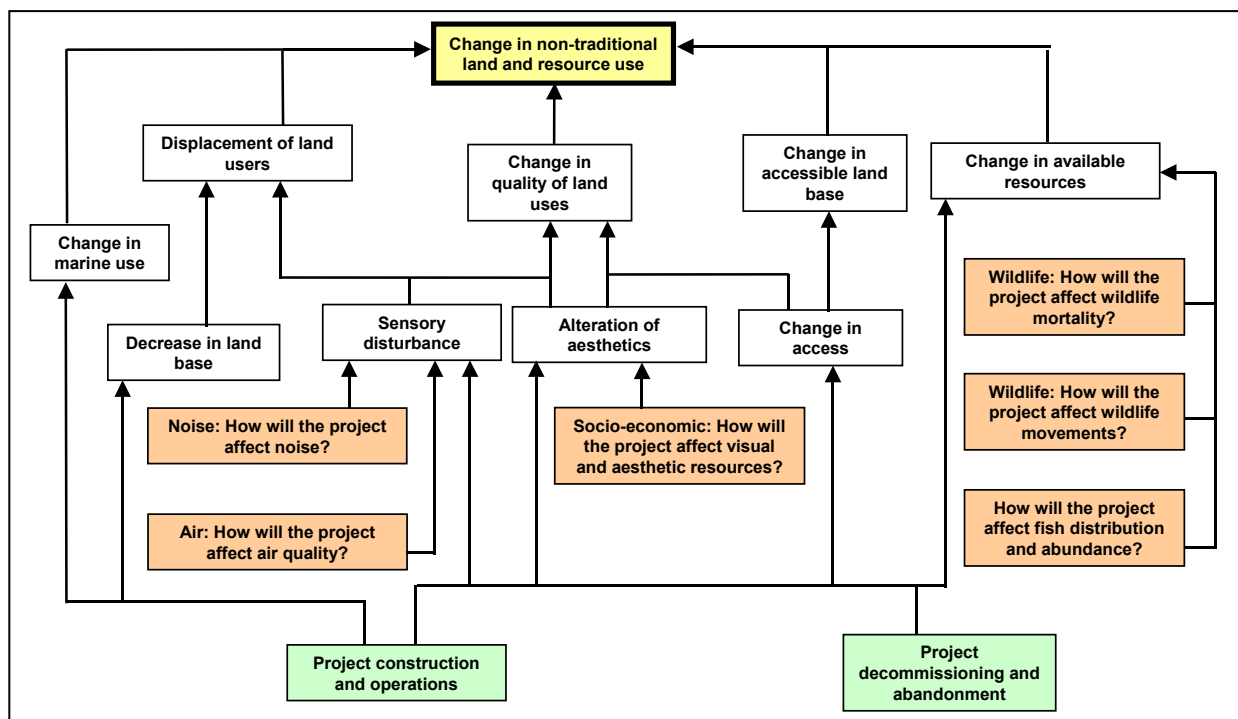 Change in non-traditional
land and resource use
Displacement of land
users
Change in
quality of land
uses
Change in
accessible land
base
Change in available
resources
Change in
marine use
Decrease in land
base
Sensory
disturbance
Alteration of
aesthetics
Change in
access
Wildlife: How will the
project affect wildlife
mortality?
Noise: How will the project
affect noise?
Socio-economic: How will
the project affect visual
and aesthetic resources?
Wildlife: How will the
project affect wildlife
movements?
Air: How will the project
affect air quality?
How will the project
affect fish distribution
and abundance?
Project construction
and operations
Project
decommissioning and
abandonment